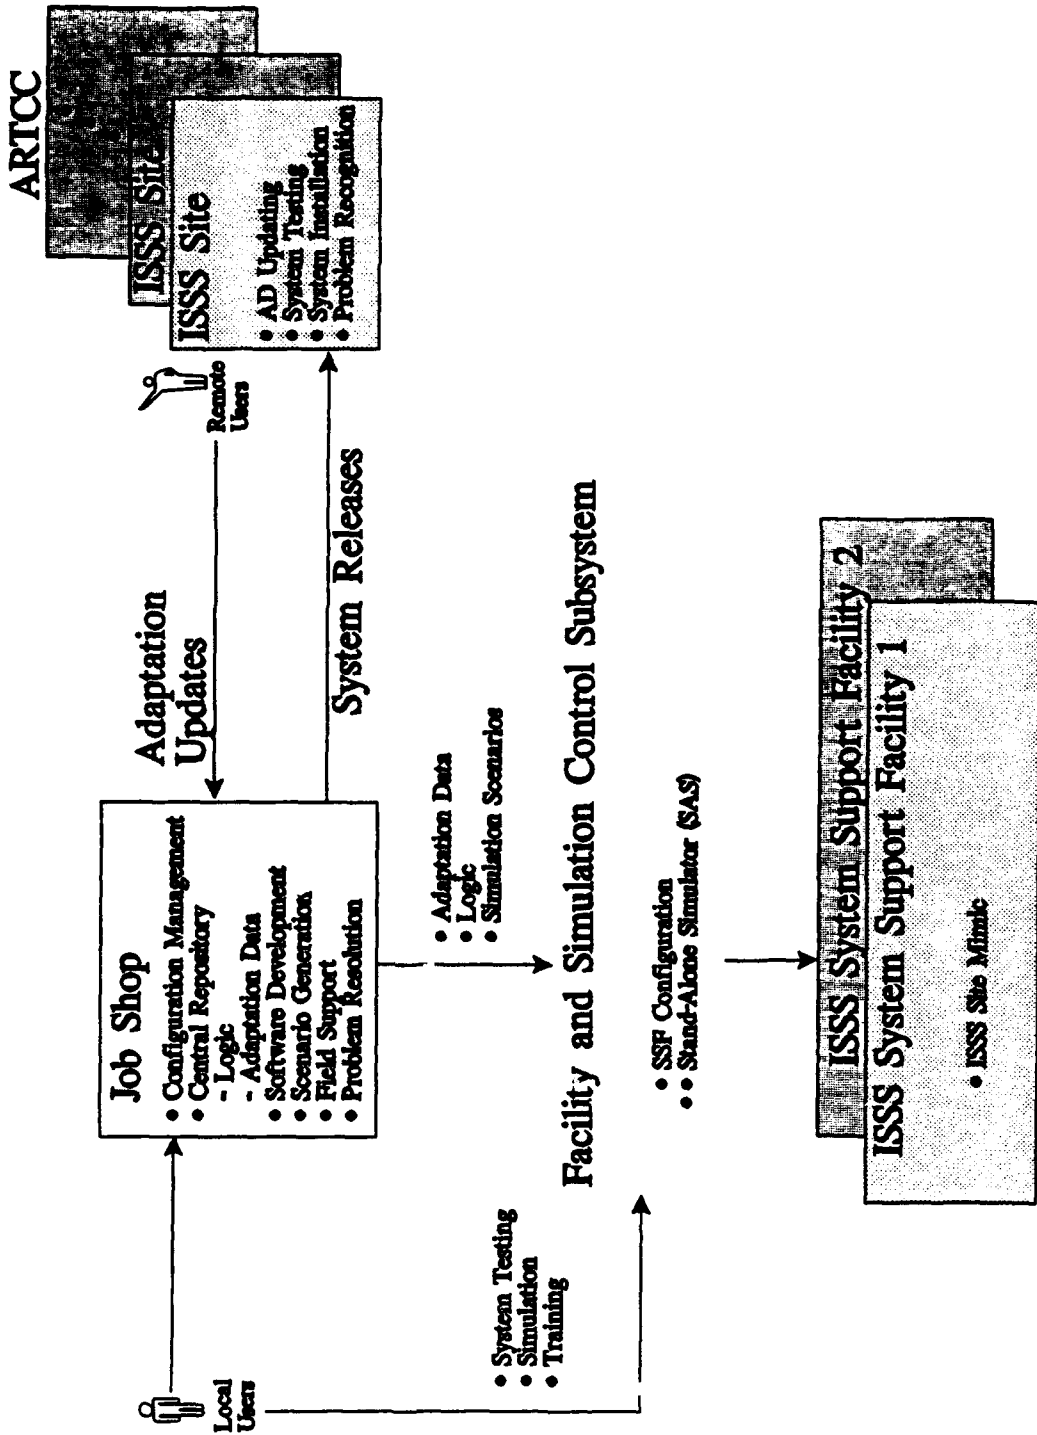 ARTCC
ISSS Site
ISSS Site
• AD Updating
• System Testing
• System Installation
• Problem Recognition
Remote
Users
Adaptation
Updates
System Releases
Job Shop
• Configuration Management
• Central Repository
- Logic
- Adaptation Data
• Software Development
• Scenario Generation
• Field Support
• Problem Resolution
Local
Users
• Adaptation Data
• Logic
• Simulation Scenarios
• System Testing
• Simulation
• Training
Facility and Simulation Control Subsystem
• SSF Configuration
• • Stand-Alone Simulator (SAS)
ISSS System Support Facility 2
ISSS System Support Facility 1
• ISSS Site Mimic